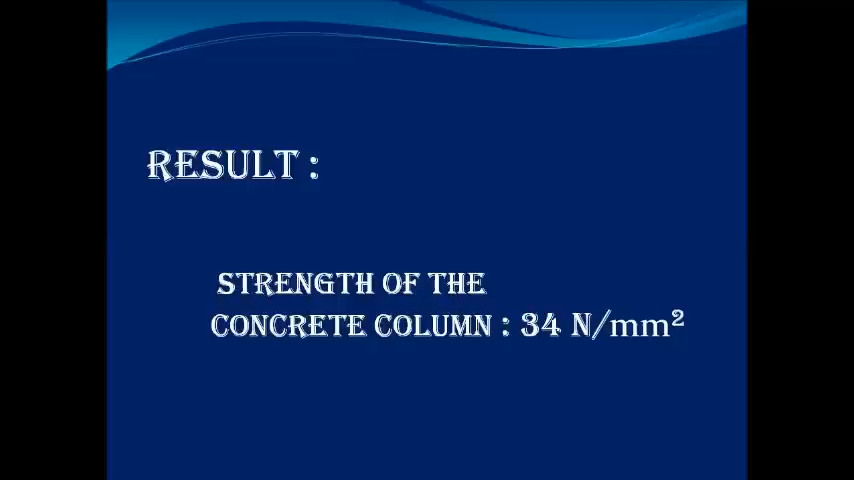 RESULT :
STRENGTH OF THE
CONCRETE COLUMN : 34 N/mm²